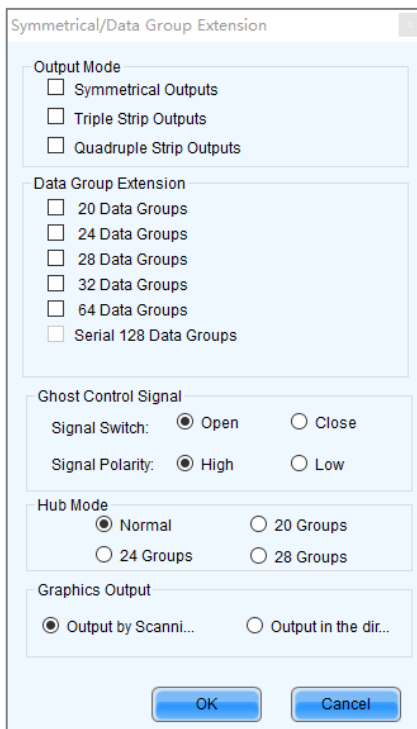 Symmetrical/Data Group Extension
Output Mode
Symmetrical Outputs
Triple Strip Outputs
Quadruple Strip Outputs
Data Group Extension
20 Data Groups
24 Data Groups
28 Data Groups
32 Data Groups
64 Data Groups
Serial 128 Data Groups
Ghost Control Signal
Signal Switch: Open Close
Signal Polarity: High Low
Hub Mode
Normal 20 Groups
24 Groups 28 Groups
Graphics Output
Output by Scanni... Output in the dir...
OK Cancel